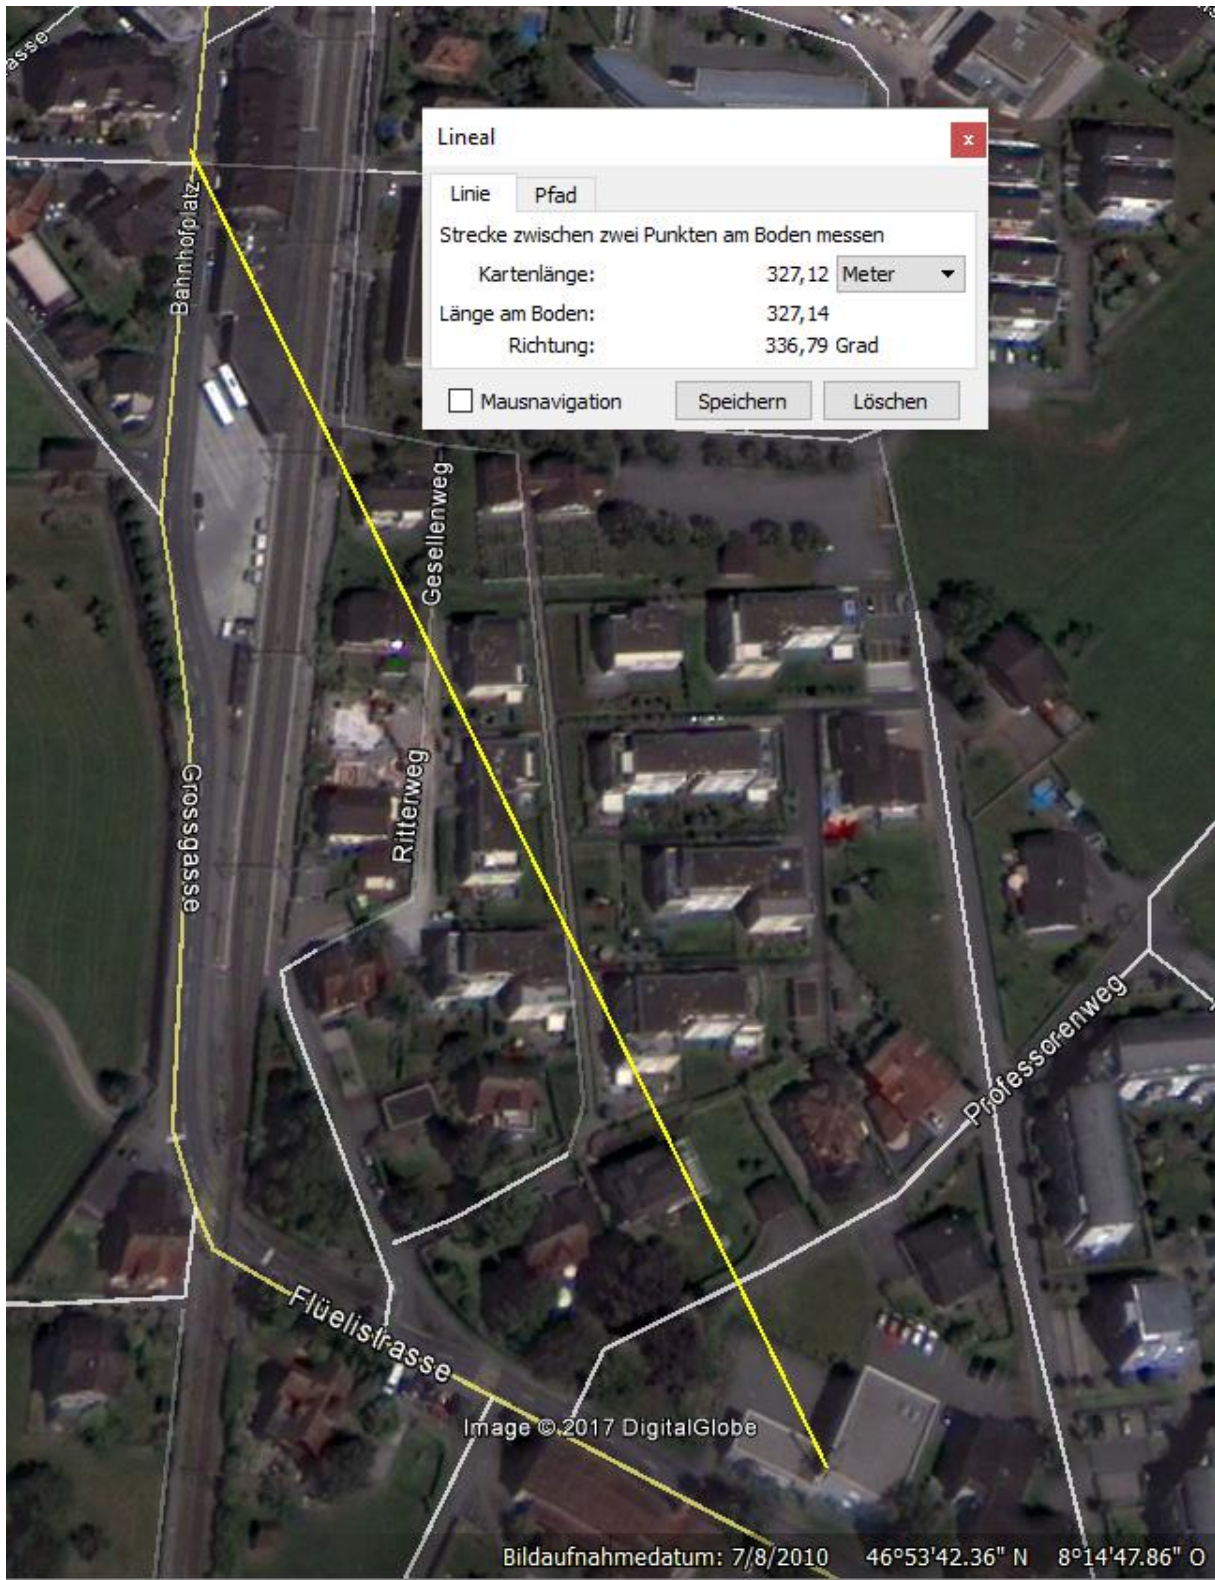 asse
Lineal
x
Linie Pfad
Strecke zwischen zwei Punkten am Boden messen
Kartenlänge: 327,12 Meter
Länge am Boden: 327,14
Richtung: 336,79 Grad
Mausnavigation Speichern Löschen
Bahnhofplatz
Gesellenweg
Ritterweg
Grossgasse
Professorenweg
Flüelistrasse
Image © 2017 DigitalGlobe
Bildaufnahmedatum: 7/8/2010 46°53'42.36" N 8°14'47.86" O